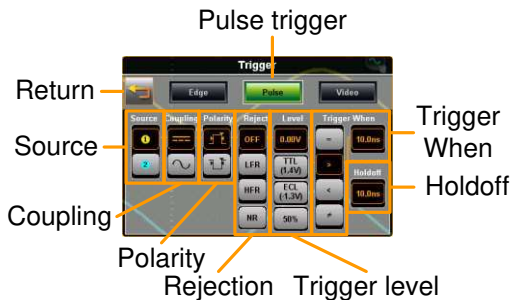 Pulse trigger
Trigger
Return
Edge
Pulse
Video
Source
Coupling
Polarity
Reject
Level
Trigger When
Source
1
2
OFF
LFR
HFR
NR
0.00V
TTL
(1.4V)
ECL
(-1.3V)
50%
=
>
<
≠
10.0ns
Holdoff
10.0ns
Trigger
When
Holdoff
Coupling
Polarity
Rejection
Trigger level